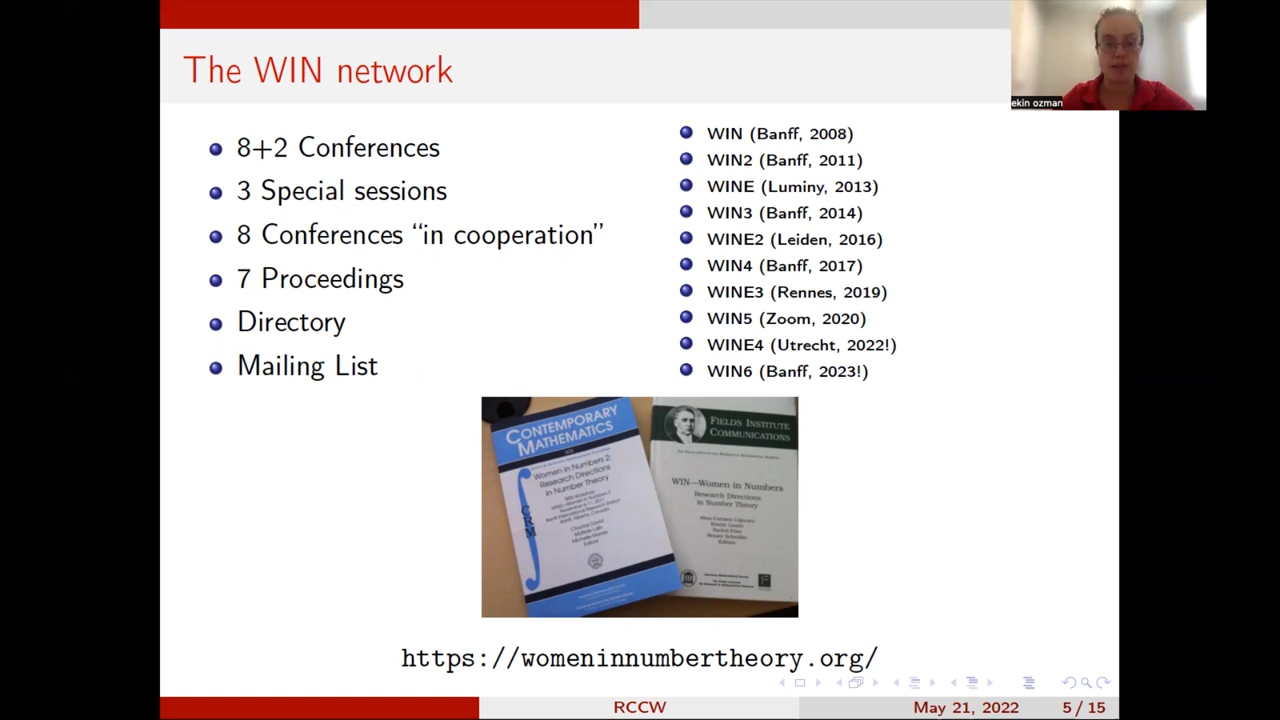 The WIN network
ekin ozman
8+2 Conferences
3 Special sessions
8 Conferences “in cooperation”
7 Proceedings
Directory
Mailing List
WIN (Banff, 2008)
WIN2 (Banff, 2011)
WINE (Luminy, 2013)
WIN3 (Banff, 2014)
WINE2 (Leiden, 2016)
WIN4 (Banff, 2017)
WINE3 (Rennes, 2019)
WIN5 (Zoom, 2020)
WINE4 (Utrecht, 2022!)
WIN6 (Banff, 2023!)
CONTEMPORARY
MATHEMATICS
Women in Numbers 2:
Research Directions
in Number Theory
CRM
FIELDS INSTITUTE
COMMUNICATIONS
WIN—Women in Numbers
Research Directions
in Number Theory
Editors
https://womeninnumbertheory.org/
RCCW
May 21, 2022
5 / 15